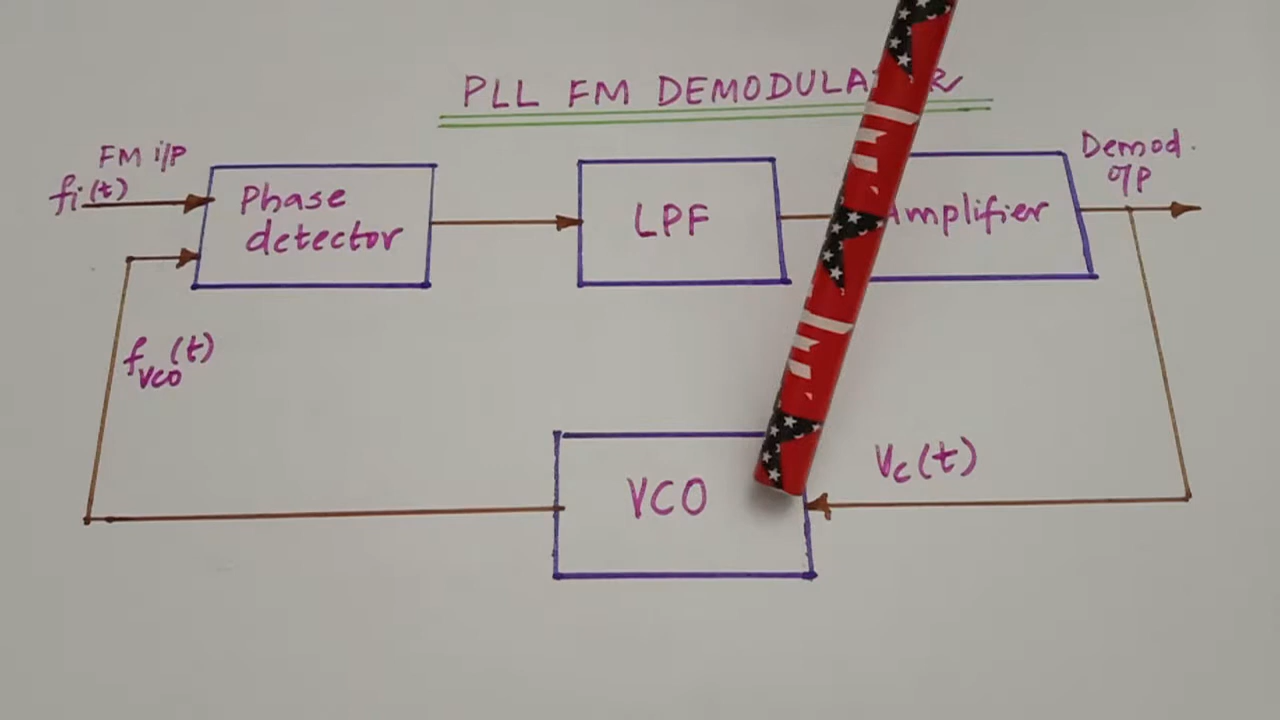 PLL FM DEMODULA R
FM i/p
fi(t)
Phase
detector
LPF
Amplifier
Demod.
o/p
fVCO(t)
VCO
Vc(t)